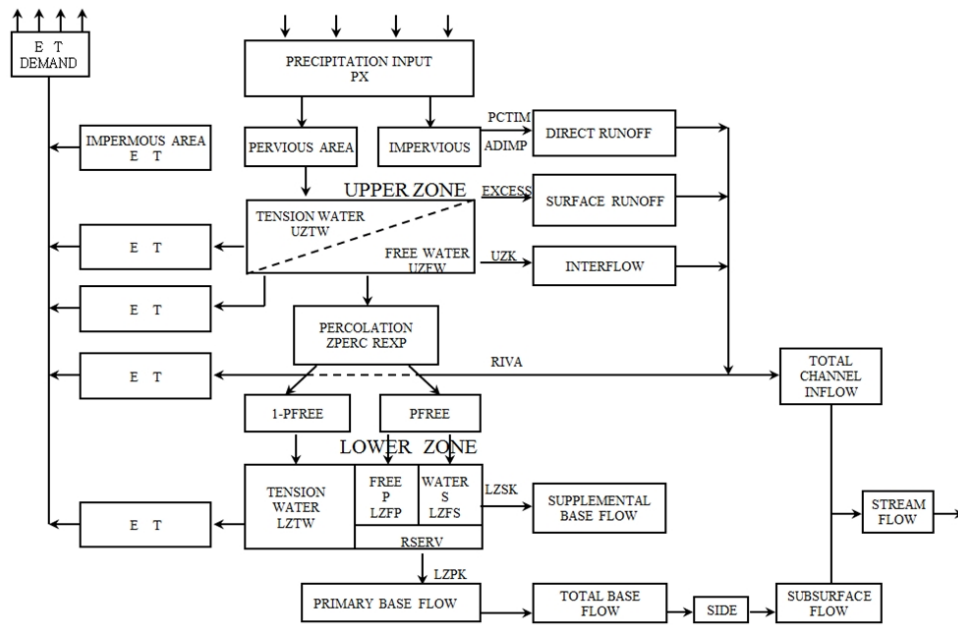 E T
DEMAND
PRECIPITATION INPUT
PX
IMPERMOUS AREA
E T
PERVIOUS AREA
IMPERVIOUS
PCTIM
ADIMP
DIRECT RUNOFF
UPPER ZONE
EXCESS
SURFACE RUNOFF
TENSION WATER
UZTW
E T
FREE WATER
UZFW
UZK
INTERFLOW
E T
PERCOLATION
ZPERC REXP
E T
RIVA
TOTAL
CHANNEL
INFLOW
1-PFREE
PFREE
LOWER ZONE
TENSION
WATER
LZTW
FREE
P
LZFP
WATER
S
LZFS
RSERV
LZSK
SUPPLEMENTAL
BASE FLOW
STREAM
FLOW
E T
LZPK
PRIMARY BASE FLOW
TOTAL BASE
FLOW
SIDE
SUBSURFACE
FLOW